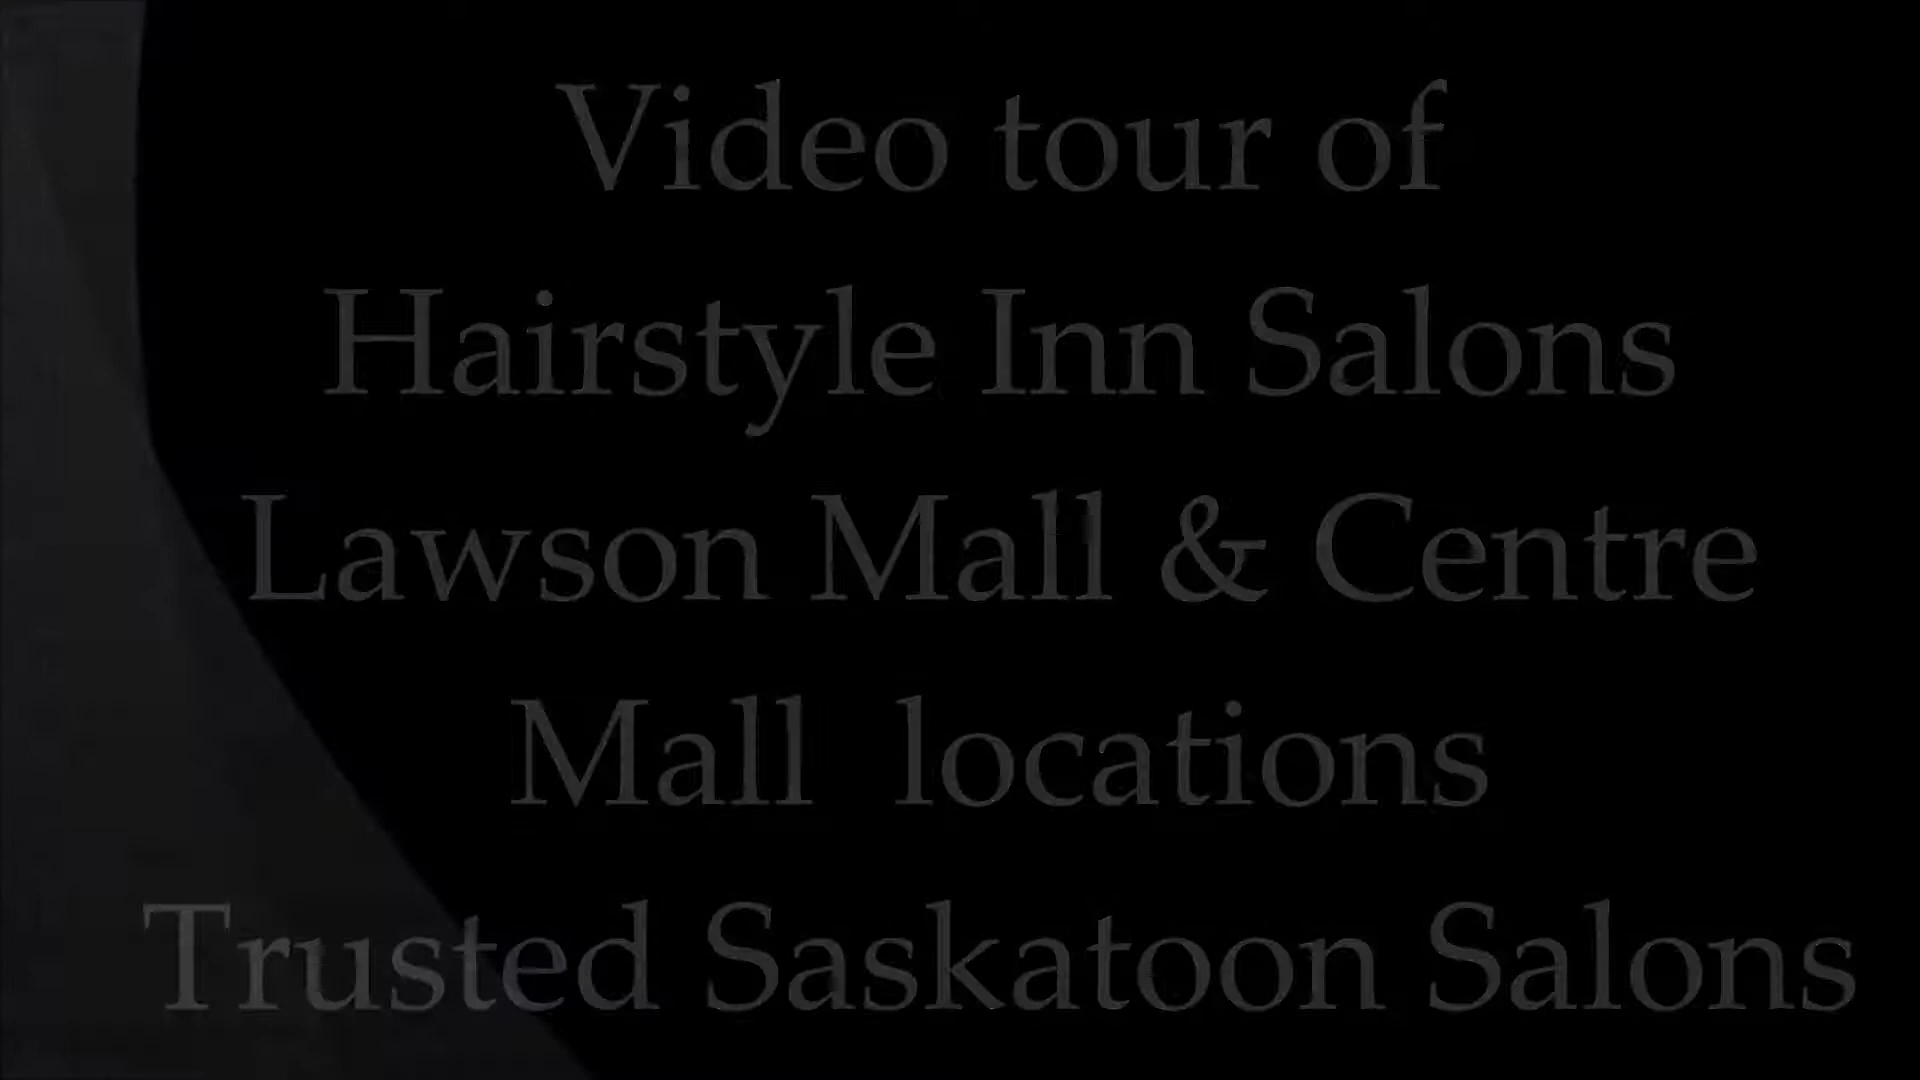 Video tour of
Hairstyle Inn Salons
Lawson Mall & Centre
Mall  locations
Trusted Saskatoon Salons